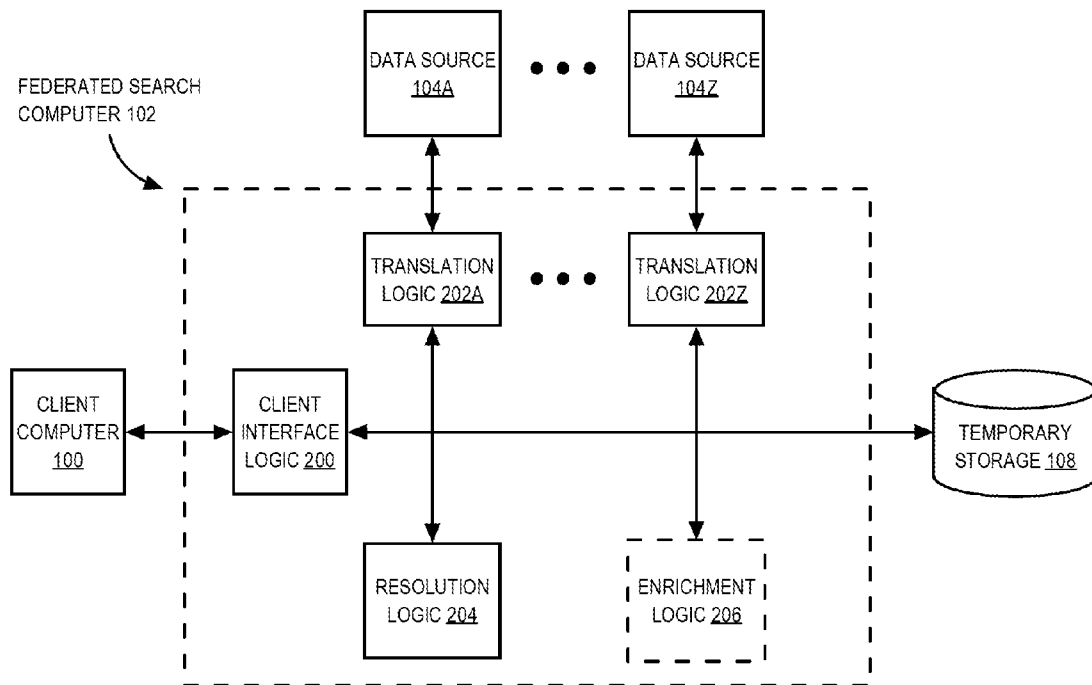 DATA SOURCE
104A
DATA SOURCE
104Z
FEDERATED SEARCH
COMPUTER 102
TRANSLATION
LOGIC 202A
TRANSLATION
LOGIC 202Z
CLIENT
COMPUTER
100
CLIENT
INTERFACE
LOGIC 200
TEMPORARY
STORAGE 108
RESOLUTION
LOGIC 204
ENRICHMENT
LOGIC 206